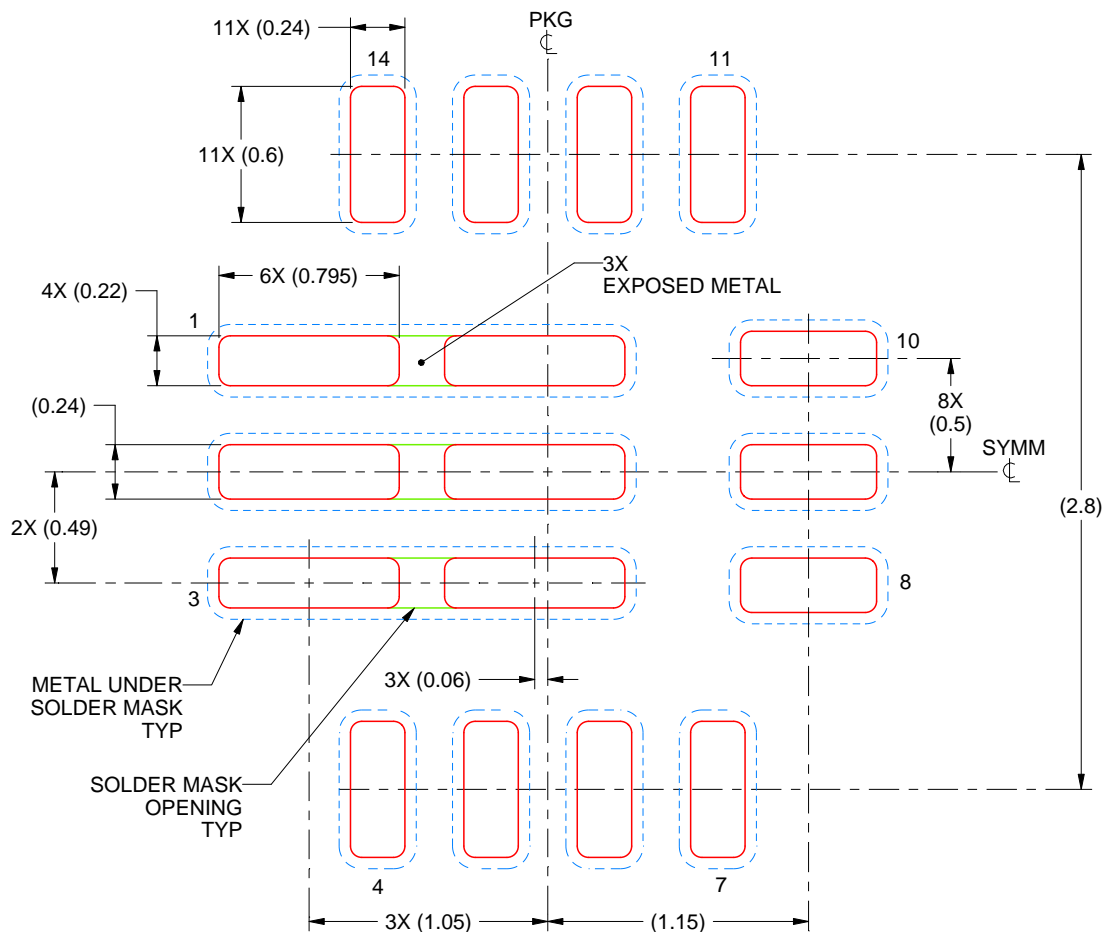 PKG
℄
11X (0.24)
14
11
11X (0.6)
3X
EXPOSED METAL
6X (0.795)
4X (0.22)
1
10
(0.24)
8X
(0.5)
SYMM
℄
2X (0.49)
(2.8)
3
8
3X (0.06)
METAL UNDER
SOLDER MASK
TYP
SOLDER MASK
OPENING
TYP
4
7
3X (1.05)
(1.15)